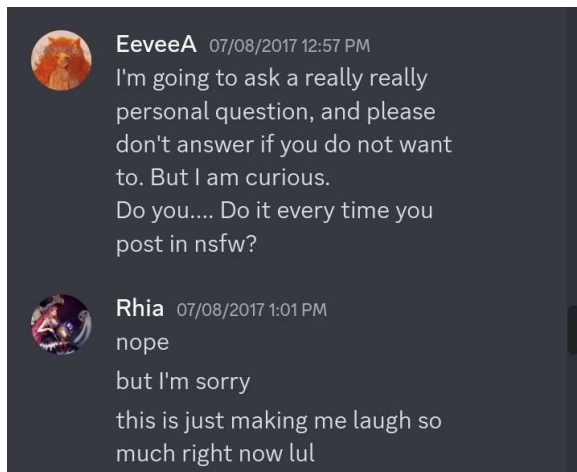 EeveeA 07/08/2017 12:57 PM
I'm going to ask a really really
personal question, and please
don't answer if you do not want
to. But I am curious.
Do you.... Do it every time you
post in nsfw?
Rhia 07/08/2017 1:01 PM
nope
but I'm sorry
this is just making me laugh so
much right now lul